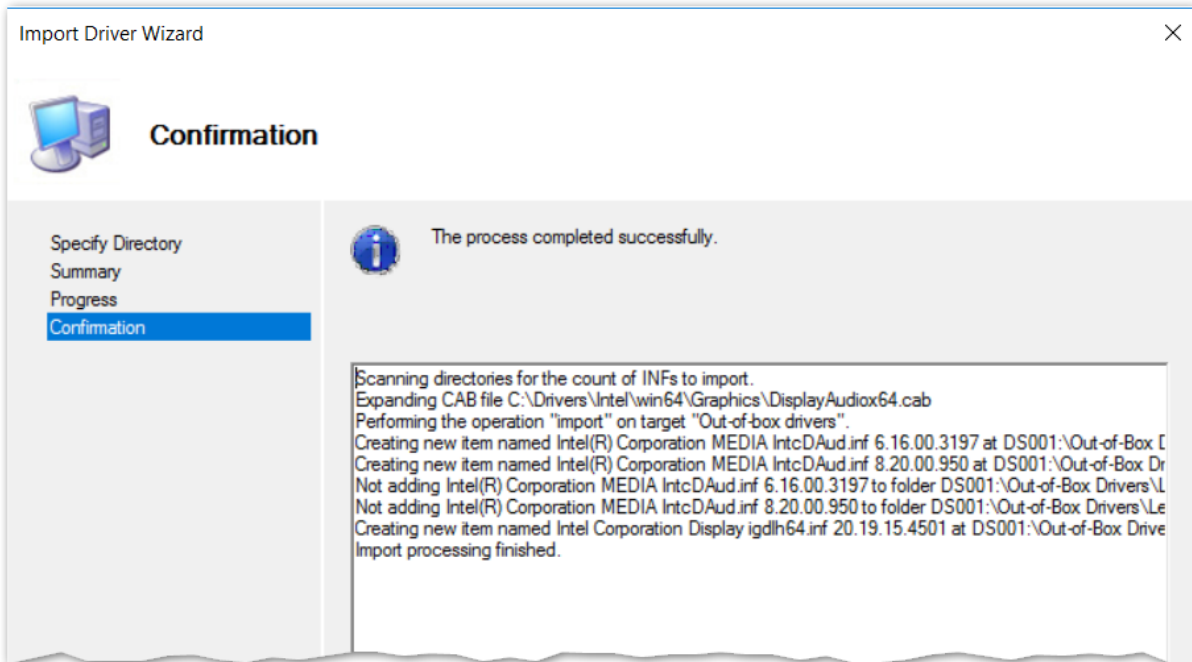 Import Driver Wizard
Confirmation
Specify Directory
Summary
Progress
Confirmation
The process completed successfully.
Scanning directories for the count of INFs to import.
Expanding CAB file C:\Drivers\Intel\win64\Graphics\DisplayAudiox64.cab
Performing the operation "import" on target "Out-of-box drivers".
Creating new item named Intel(R) Corporation MEDIA IntcDAud.inf 6.16.00.3197 at DS001:\Out-of-Box D
Creating new item named Intel(R) Corporation MEDIA IntcDAud.inf 8.20.00.950 at DS001:\Out-of-Box Dr
Not adding Intel(R) Corporation MEDIA IntcDAud.inf 6.16.00.3197 to folder DS001:\Out-of-Box Drivers\L
Not adding Intel(R) Corporation MEDIA IntcDAud.inf 8.20.00.950 to folder DS001:\Out-of-Box Drivers\Le
Creating new item named Intel Corporation Display igdlh64.inf 20.19.15.4501 at DS001:\Out-of-Box Drive
Import processing finished.